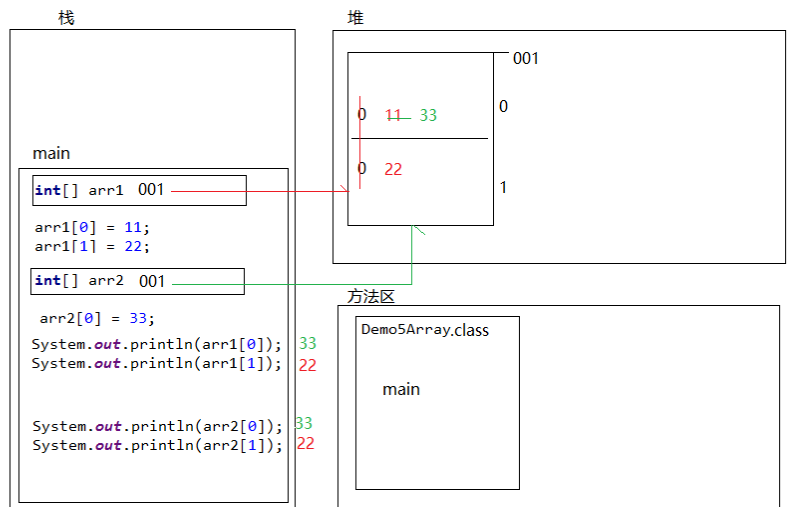 栈
main
int[] arr1 001
arr1[0] = 11;
arr1[1] = 22;
int[] arr2 001
arr2[0] = 33;
System.out.println(arr1[0]); 33
System.out.println(arr1[1]); 22
System.out.println(arr2[0]); 33
System.out.println(arr2[1]); 22
堆
001
0 11 33 0
0 22 1
方法区
Demo5Array.class
main